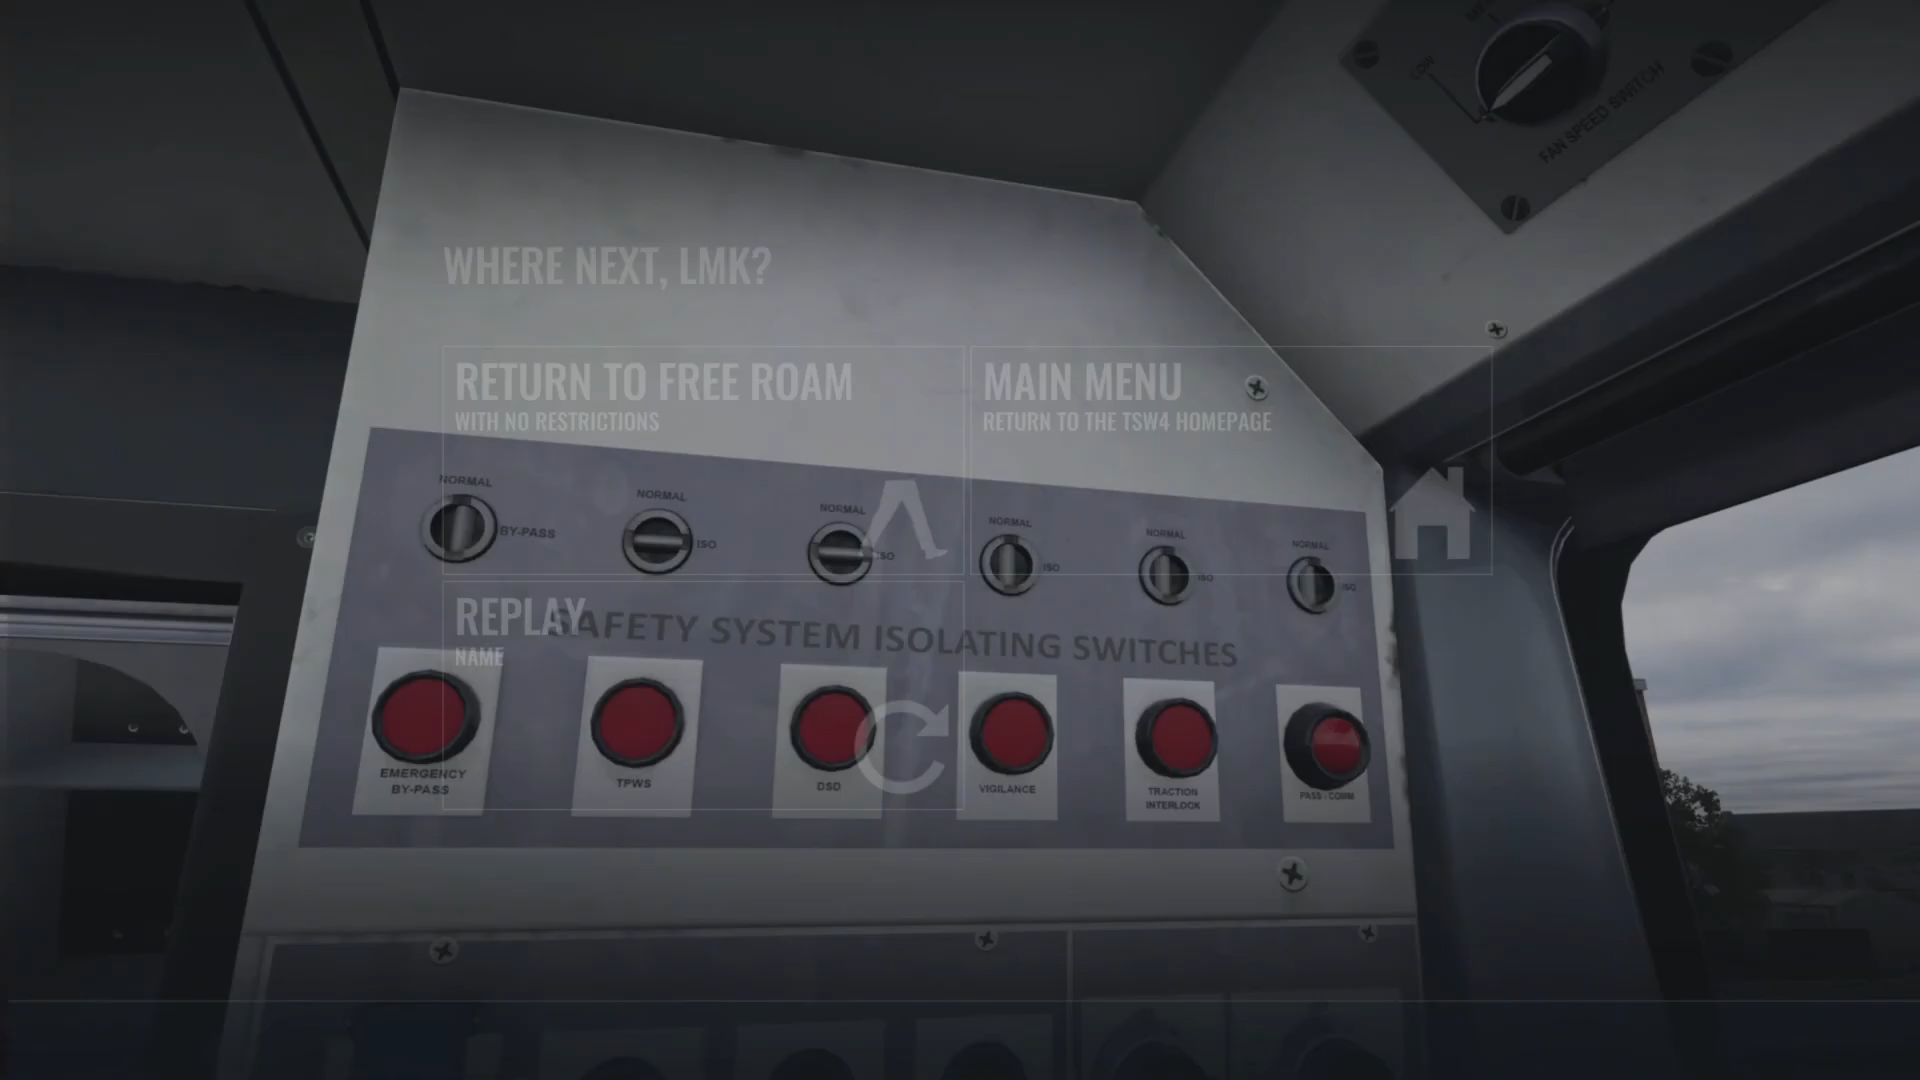 LOW
FAN SPEED SWITCH
WHERE NEXT, LMK?
RETURN TO FREE ROAM
WITH NO RESTRICTIONS
MAIN MENU
RETURN TO THE TSW4 HOMEPAGE
NORMAL
BY-PASS
NORMAL
ISO
NORMAL
ISO
NORMAL
ISO
NORMAL
ISO
NORMAL
ISO
REPLAY
NAME
SAFETY SYSTEM ISOLATING SWITCHES
EMERGENCY
BY-PASS
TPWS
DSD
VIGILANCE
TRACTION
INTERLOCK
PASS - COMM